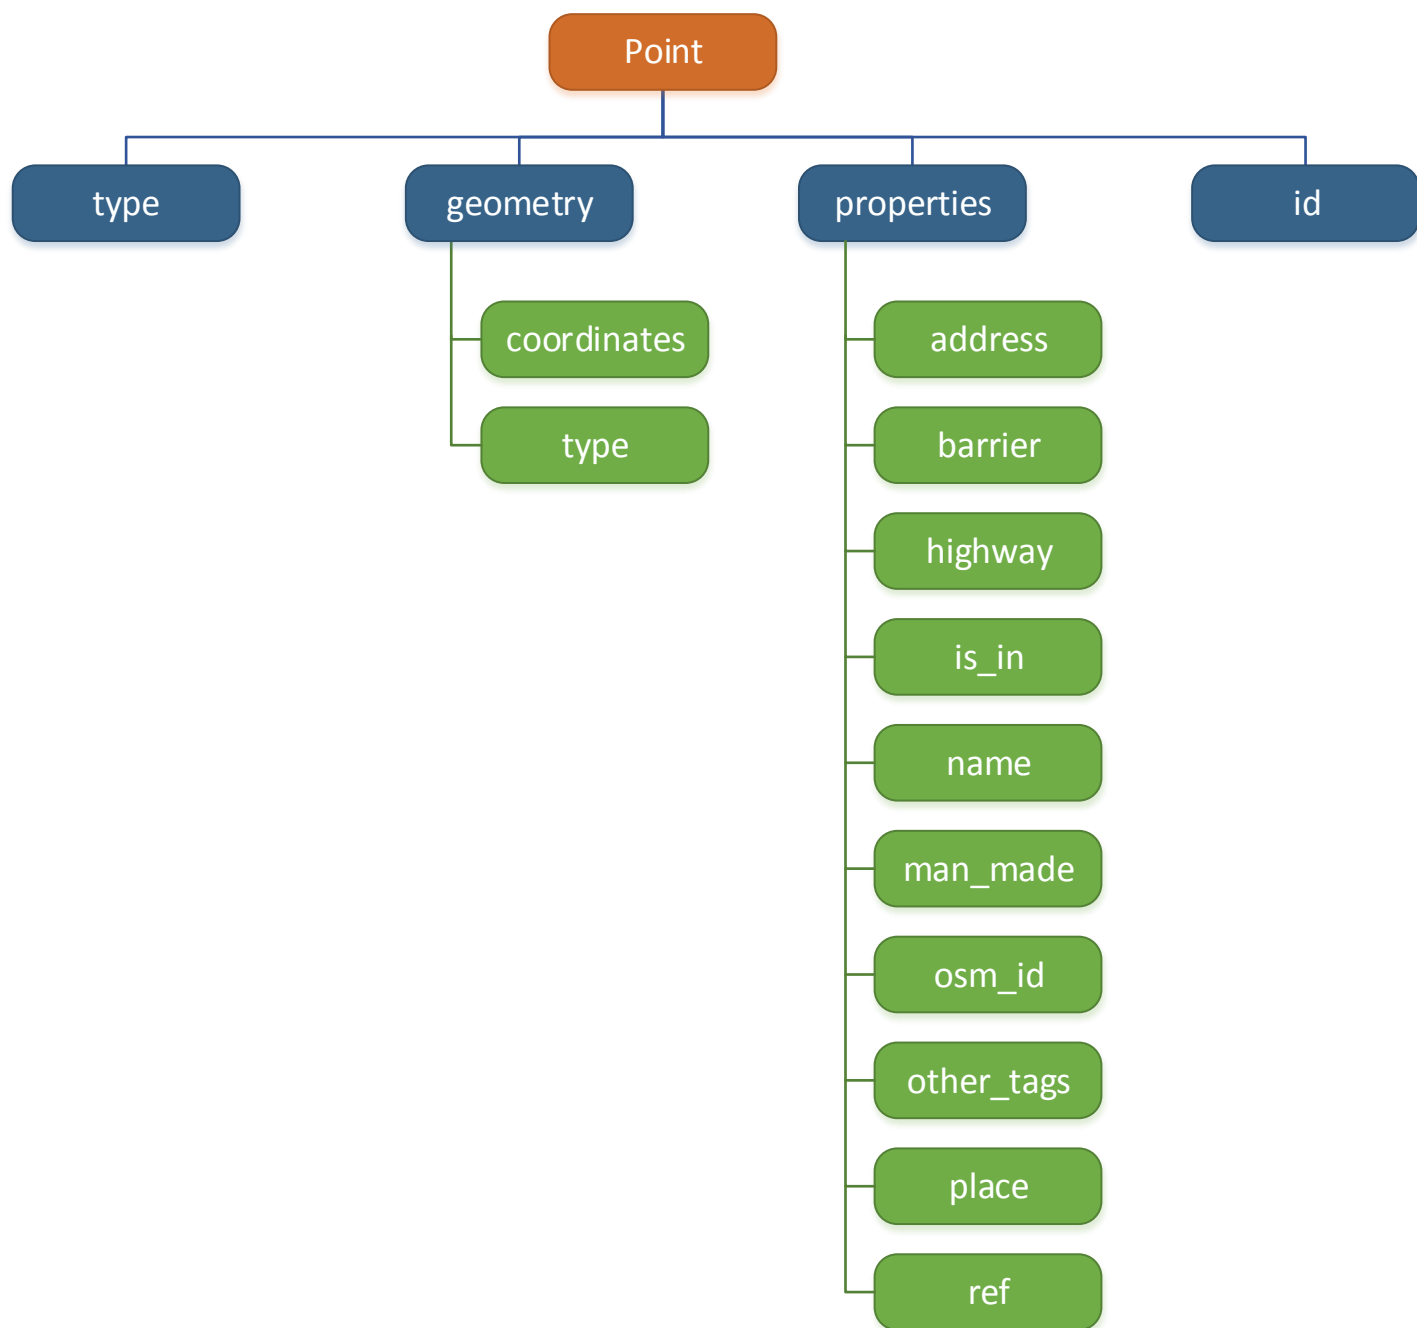 Point
type
geometry
properties
id
coordinates
type
address
barrier
highway
is_in
name
man_made
osm_id
other_tags
place
ref